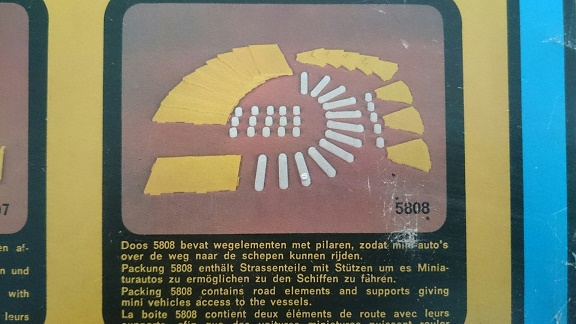 5808
7
Doos 5808 bevat wegelementen met pilaren, zodat mini-auto's
over de weg naar de schepen kunnen rijden.
Packung 5808 enthält Strassenteile mit Stützen um es Minia-
turautos zu ermöglichen zu den Schiffen zu fähren.
Packing 5808 contains road elements and supports giving
mini vehicles access to the vessels.
La boite 5808 contient deux éléments de route avec leurs
en af-
n und
with
leurs